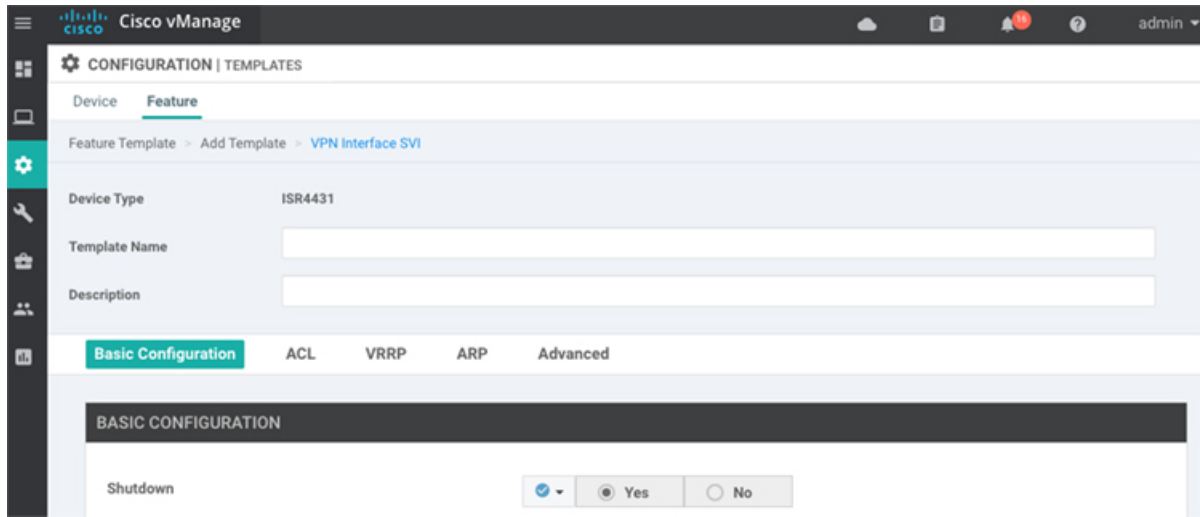 CISCO Cisco vManage 16 admin
CONFIGURATION | TEMPLATES
Device Feature
Feature Template > Add Template > VPN Interface SVI
Device Type ISR4431
Template Name
Description
Basic Configuration ACL VRRP ARP Advanced
BASIC CONFIGURATION
Shutdown Yes No